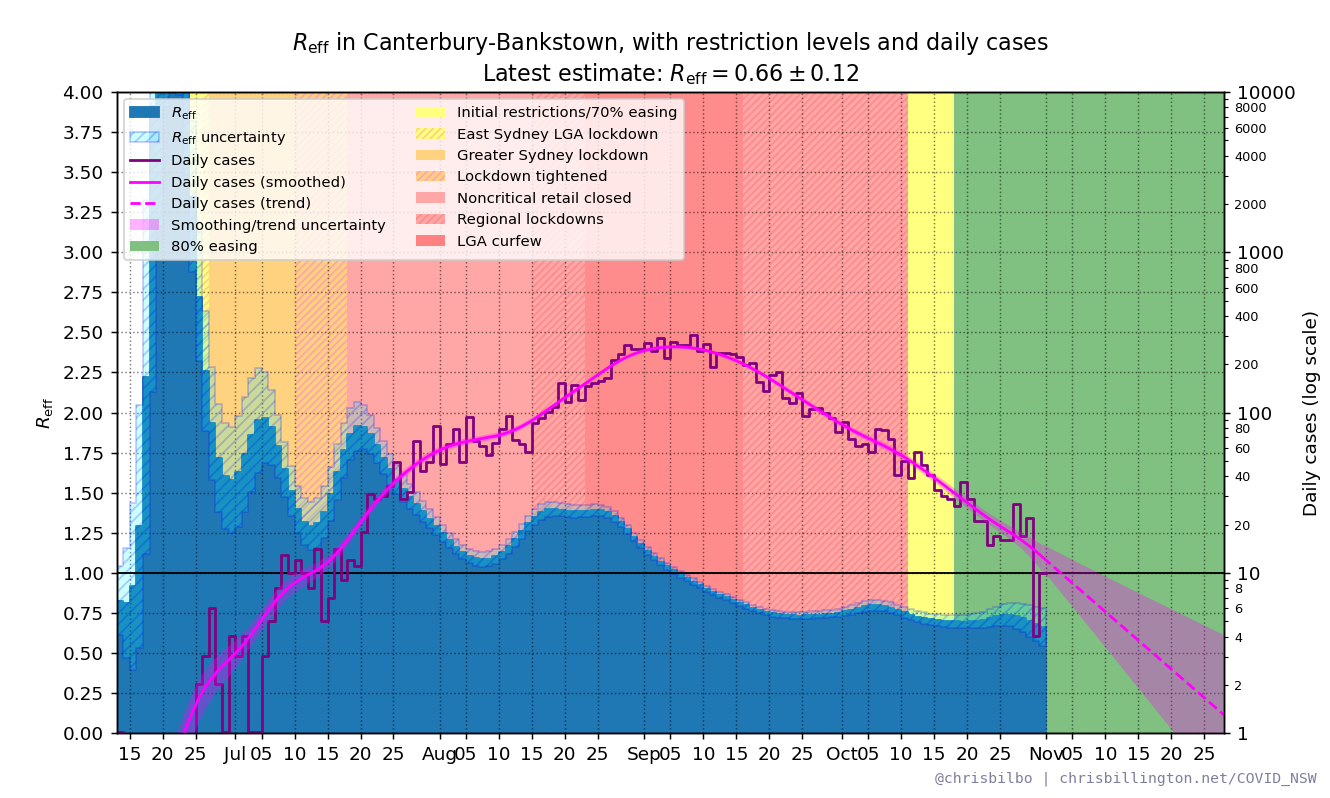 Reff in Canterbury-Bankstown, with restriction levels and daily cases
Latest estimate: Reff = 0.66 ± 0.12
Reff
Reff uncertainty
Daily cases
Daily cases (smoothed)
Daily cases (trend)
Smoothing/trend uncertainty
80% easing
Initial restrictions/70% easing
East Sydney LGA lockdown
Greater Sydney lockdown
Lockdown tightened
Noncritical retail closed
Regional lockdowns
LGA curfew
Reff
4.00
3.75
3.50
3.25
3.00
2.75
2.50
2.25
2.00
1.75
1.50
1.25
1.00
0.75
0.50
0.25
0.00
10000
8000
6000
4000
2000
1000
800
600
400
200
100
80
60
40
20
10
8
6
4
2
1
Daily cases (log scale)
15 20 25 Jul 05 10 15 20 25 Aug 05 10 15 20 25 Sep 05 10 15 20 25 Oct 05 10 15 20 25 Nov 05 10 15 20 25
@chrisbilbo | chrisbillington.net/COVID_NSW